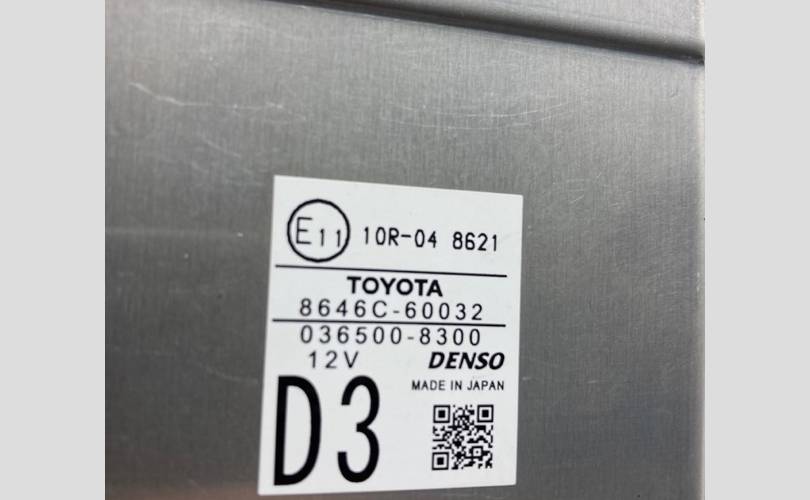 E11 10R-04 8621
TOYOTA
8646C-60032
036500-8300
12V DENSO
D3 MADE IN JAPAN